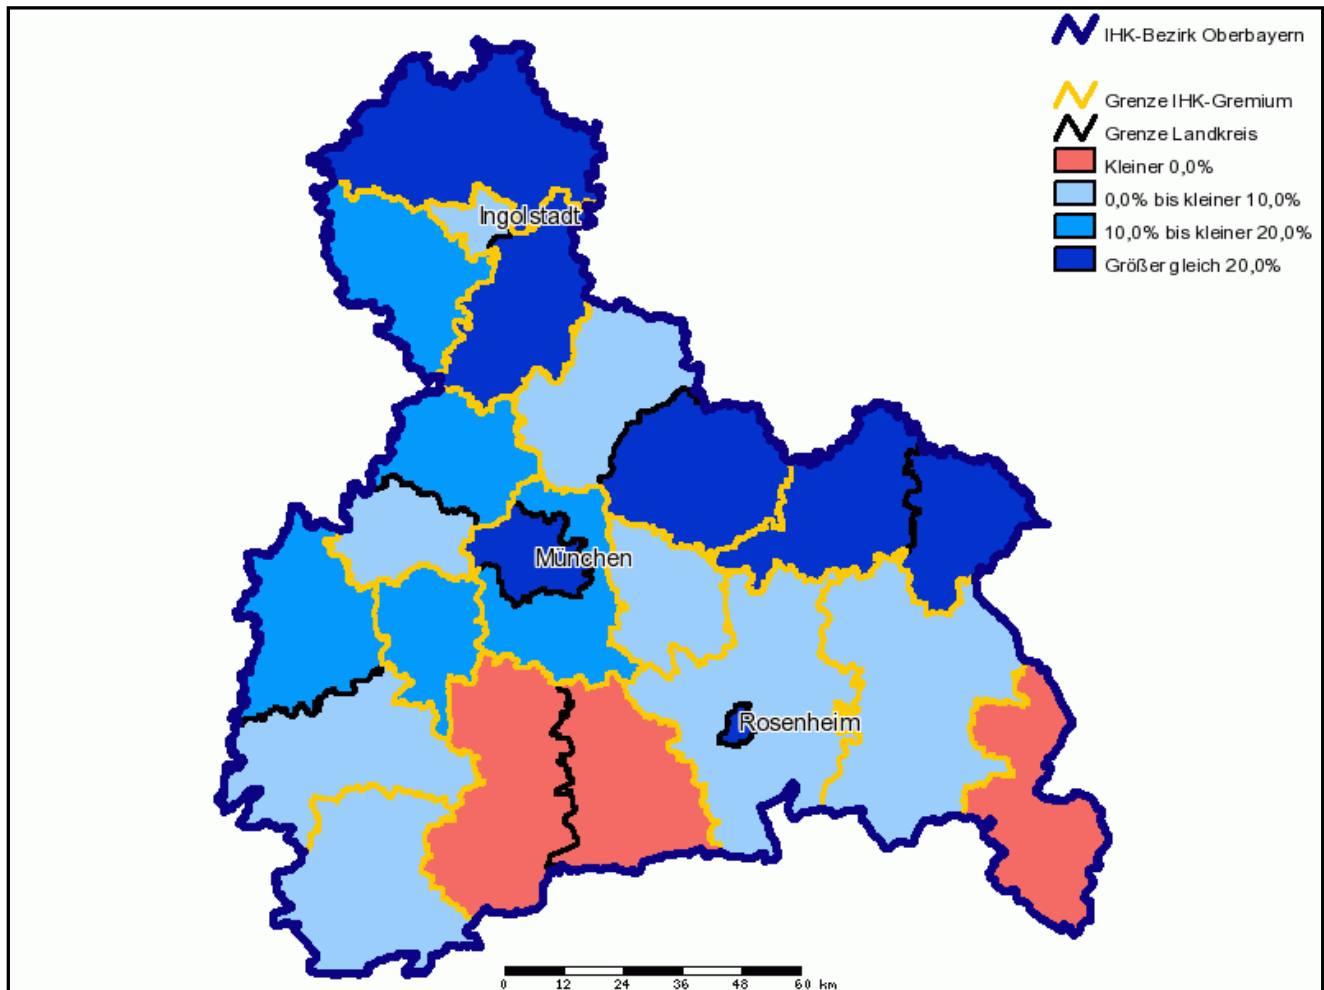 IHK-Bezirk Oberbayern
Grenze IHK-Gremium
Grenze Landkreis
Kleiner 0,0%
0,0% bis kleiner 10,0%
10,0% bis kleiner 20,0%
Größer gleich 20,0%
Ingolstadt
München
Rosenheim
0 12 24 36 48 60 km